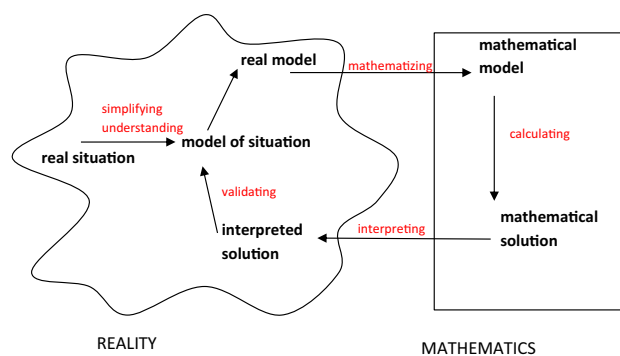 real model
mathematizing
mathematical
model
simplifying
understanding
calculating
real situation
model of situation
validating
interpreted
solution
interpreting
mathematical
solution
REALITY
MATHEMATICS